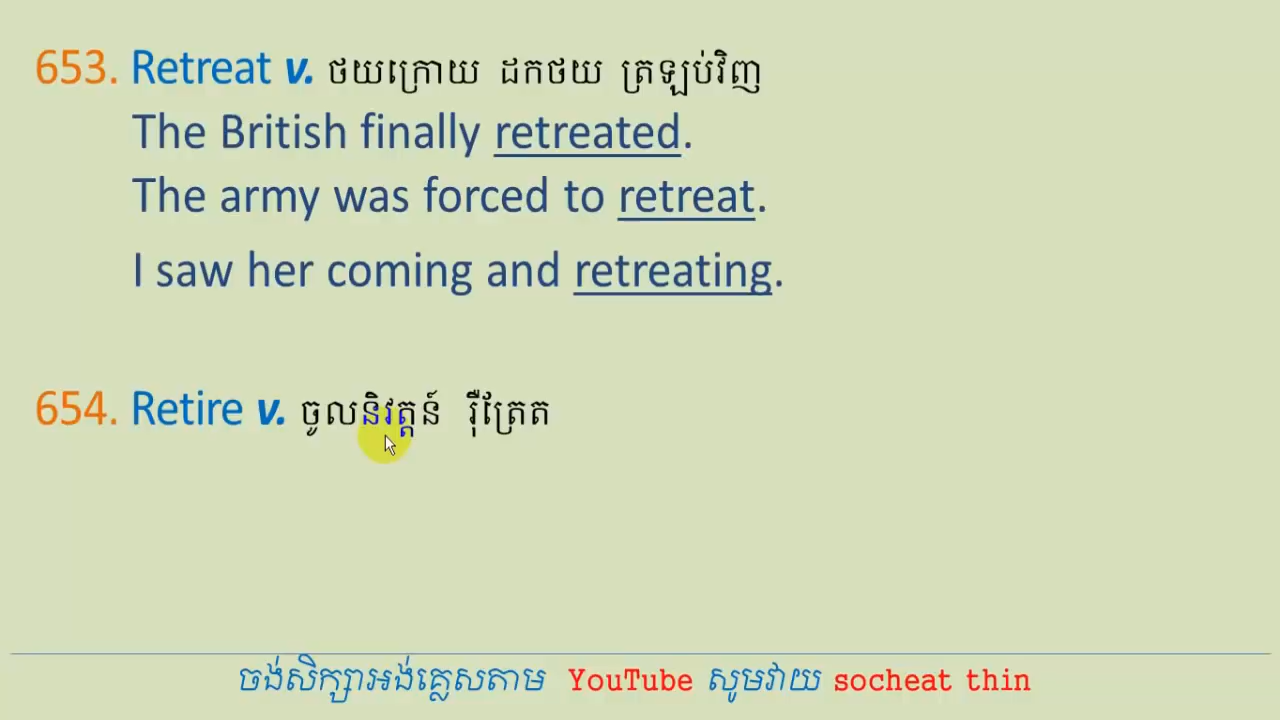 653. Retreat v. ថយក្រោយ ដកថយ ត្រឡប់វិញ
The British finally retreated.
The army was forced to retreat.
I saw her coming and retreating.
654. Retire v. ចូលនិវត្តន៍ រ៉ឺត្រែត
ចង់សិក្សាអង់គ្លេសតាម YouTube សូមវាយ socheat thin